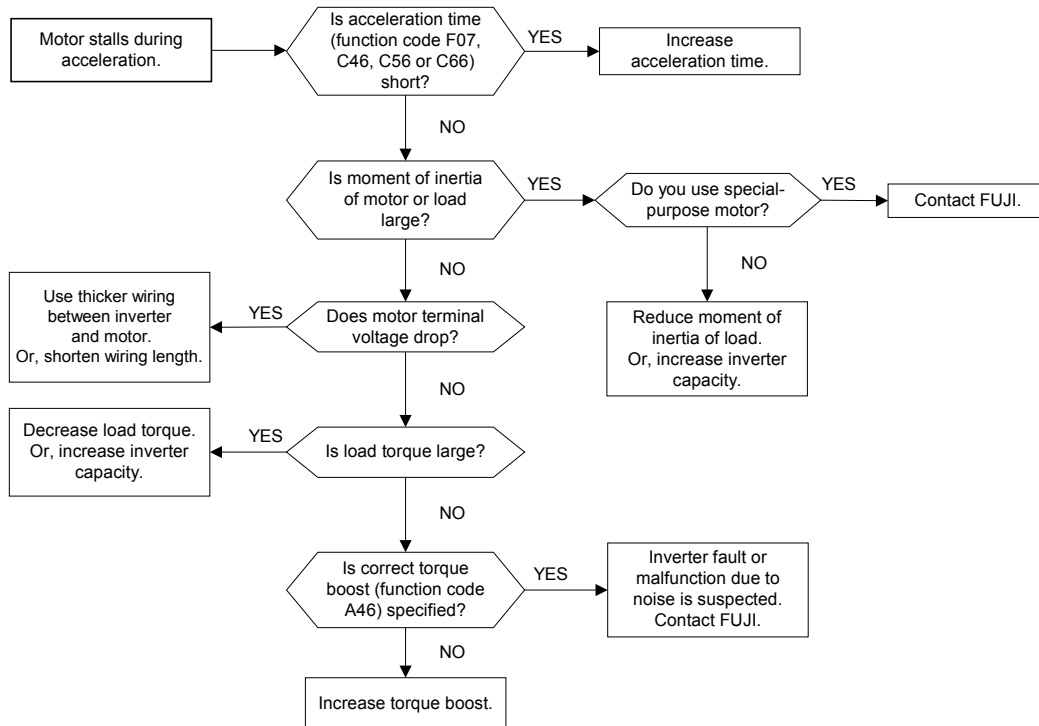 Motor stalls during
acceleration.
Is acceleration time
(function code F07,
C46, C56 or C66)
short?
YES
Increase
acceleration time.
NO
Is moment of inertia
of motor or load
large?
YES
Do you use special-
purpose motor?
YES
Contact FUJI.
NO
Reduce moment of
inertia of load.
Or, increase inverter
capacity.
NO
Does motor terminal
voltage drop?
YES
Use thicker wiring
between inverter
and motor.
Or, shorten wiring length.
NO
Is load torque large?
YES
Decrease load torque.
Or, increase inverter
capacity.
NO
Is correct torque
boost (function code
A46) specified?
YES
Inverter fault or
malfunction due to
noise is suspected.
Contact FUJI.
NO
Increase torque boost.